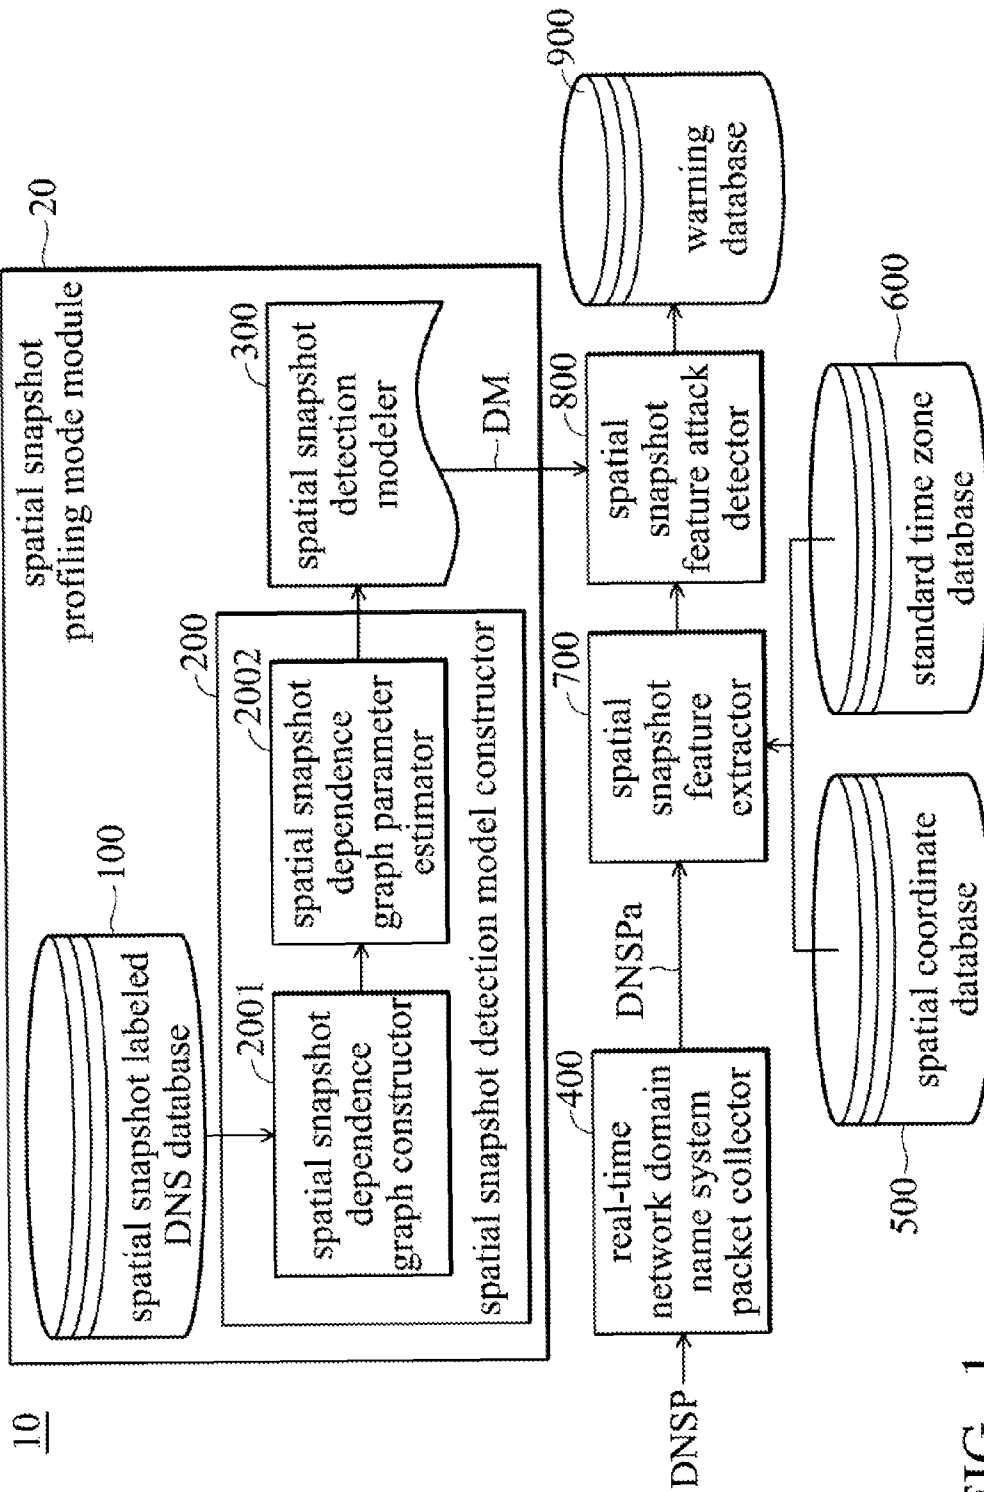 10
spatial snapshot
profiling mode module
20
spatial snapshot labeled
DNS database
100
200
2001
spatial snapshot
dependence
graph constructor
2002
spatial snapshot
dependence
graph parameter
estimator
spatial snapshot detection model constructor
300
spatial snapshot
detection
modeler
DM
DNSP
400
real-time
network domain
name system
packet collector
DNSPa
700
spatial
snapshot
feature
extractor
800
spatial
snapshot
feature attack
detector
900
warning
database
500
spatial coordinate
database
600
standard time zone
database
FIG. 1